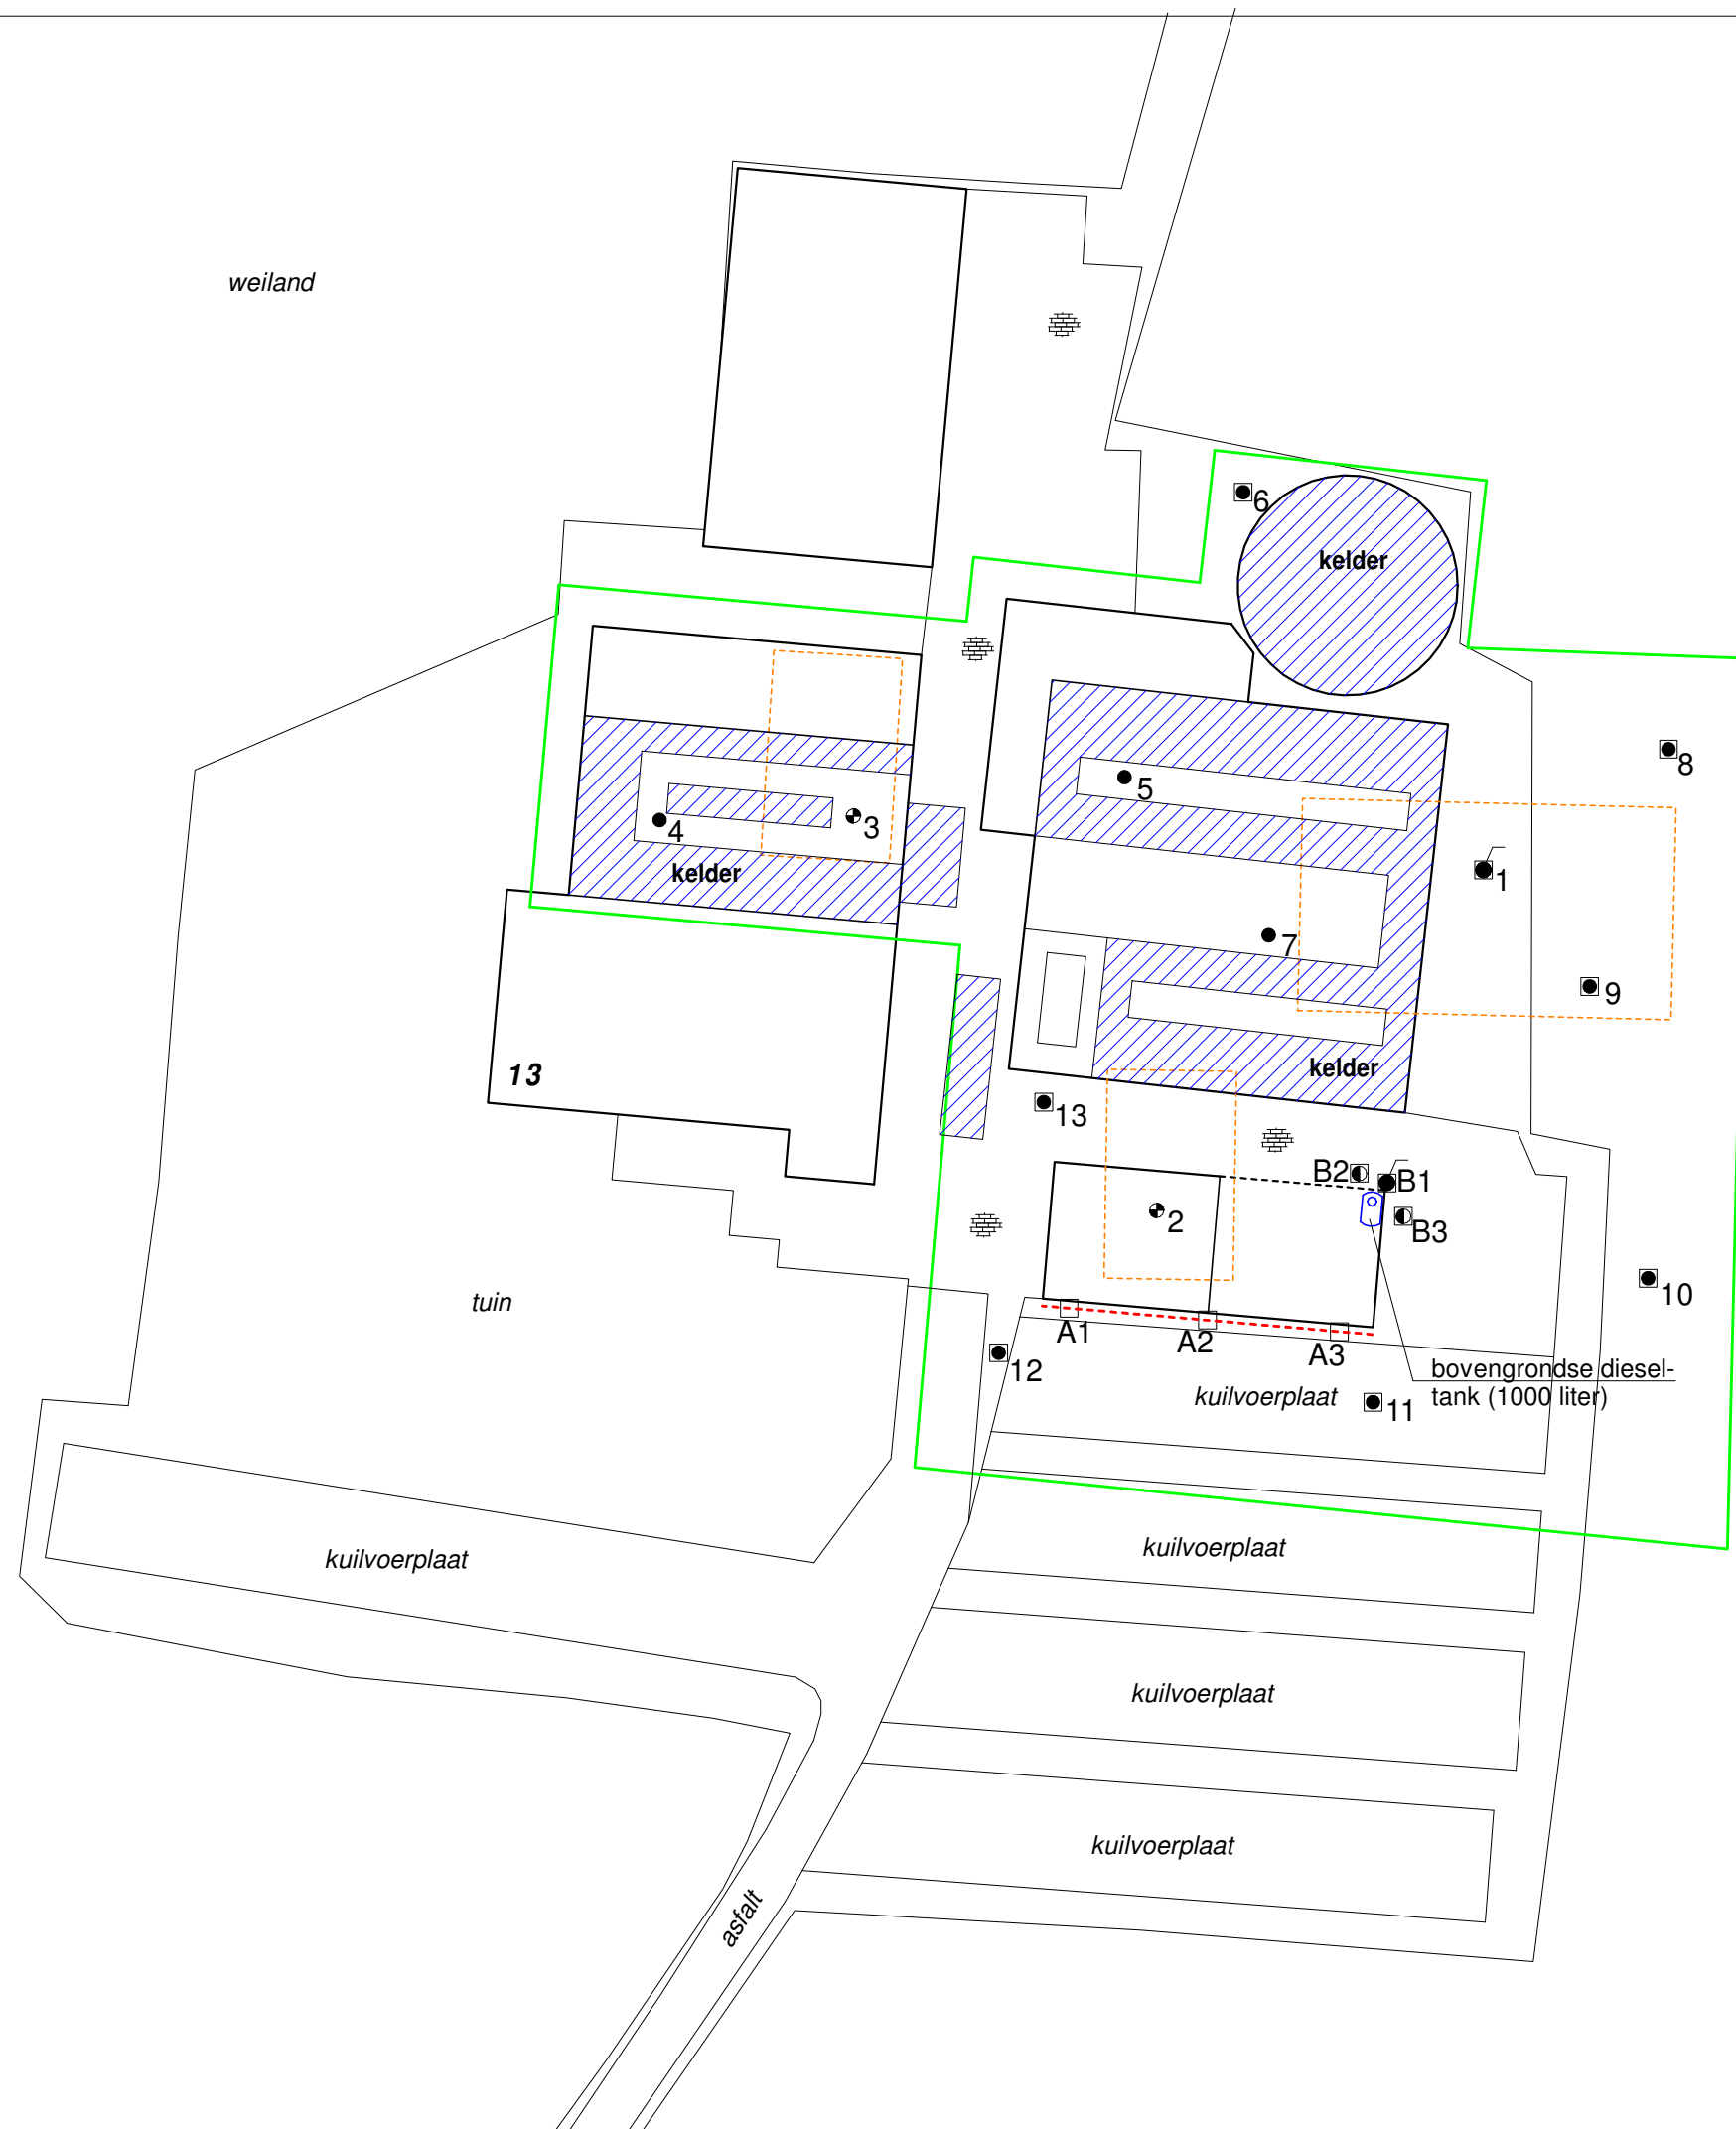 weiland
6
kelder
8
5
3
4
kelder
1
7
9
kelder
13
13
B2
B1
2
B3
10
tuin
A1
A2
A3
12
bovengrondse diesel-
tank (1000 liter)
kuilvoerplaat
11
kuilvoerplaat
kuilvoerplaat
kuilvoerplaat
kuilvoerplaat
asfalt